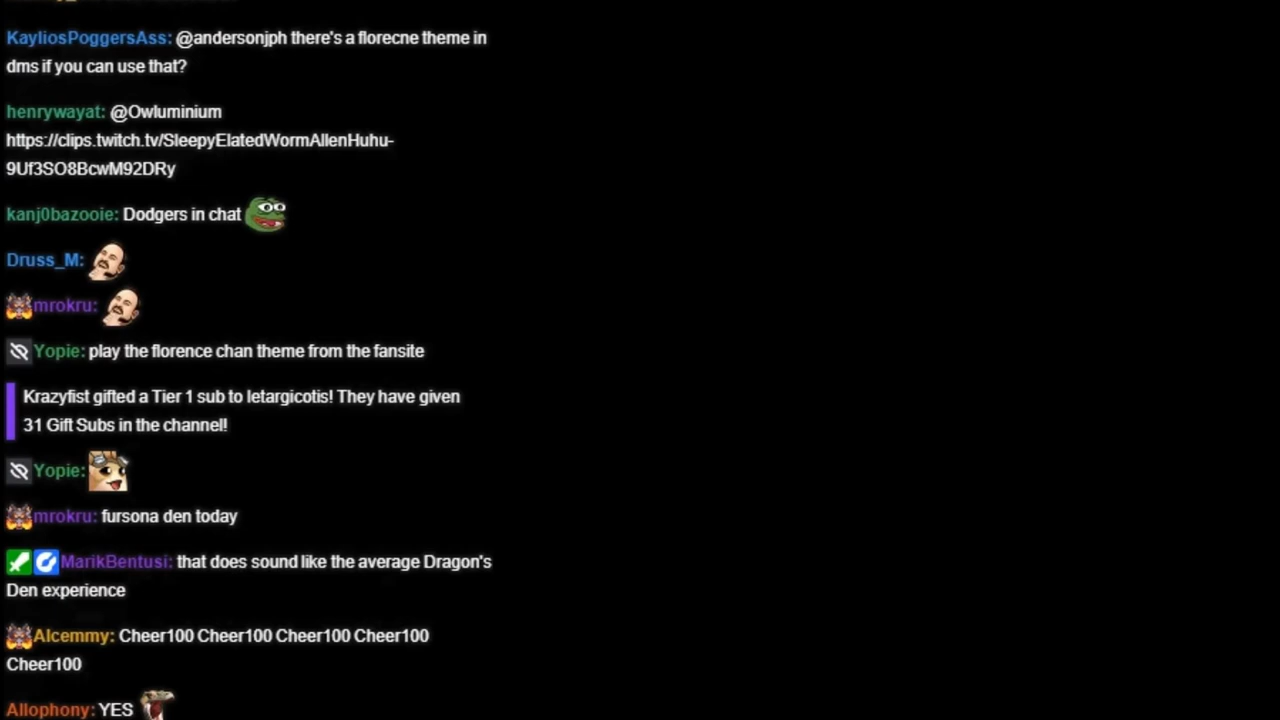 KayliosPoggersAss: @andersonjph there's a florecne theme in
dms if you can use that?
henrywayat: @Owluminium
https://clips.twitch.tv/SleepyElatedWormAllenHuhu-
9Uf3SO8BcwM92DRy
kanj0bazooie: Dodgers in chat
Druss_M:
mrokru:
Yopie: play the florence chan theme from the fansite
Krazyfist gifted a Tier 1 sub to letargicotis! They have given
31 Gift Subs in the channel!
Yopie:
mrokru: fursona den today
MarikBentusi: that does sound like the average Dragon's
Den experience
Alcemmy: Cheer100 Cheer100 Cheer100 Cheer100
Cheer100
Allophony: YES